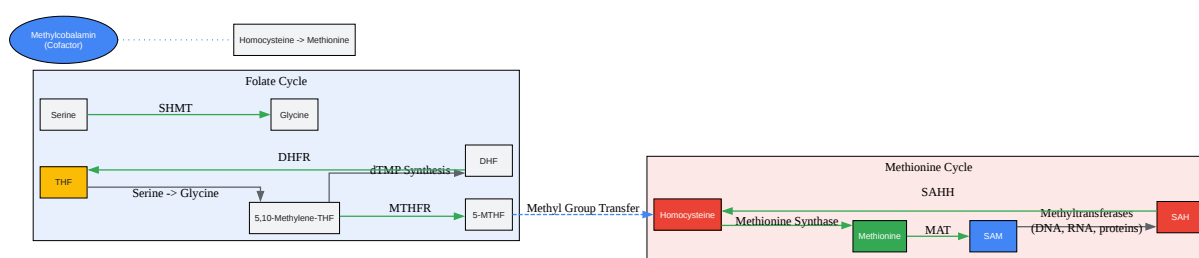 Methylcobalamin
(Cofactor)
Homocysteine -> Methionine
Folate Cycle
Serine
SHMT
Glycine
DHFR
DHF
dTMP Synthesis
THF
Serine -> Glycine
5,10-Methylene-THF
MTHFR
5-MTHF
Methyl Group Transfer
Methionine Cycle
SAHH
Homocysteine
Methionine Synthase
Methionine
MAT
SAM
Methyltransferases
(DNA, RNA, proteins)
SAH